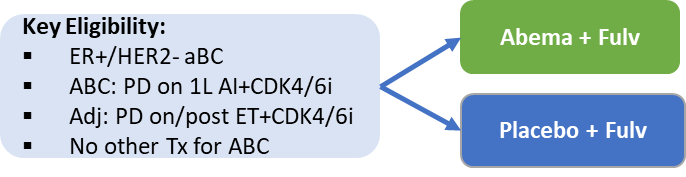 Key Eligibility:
▪ ER+/HER2- aBC
▪ ABC: PD on 1L AI+CDK4/6i
▪ Adj: PD on/post ET+CDK4/6i
▪ No other Tx for ABC
Abema + Fulv
Placebo + Fulv